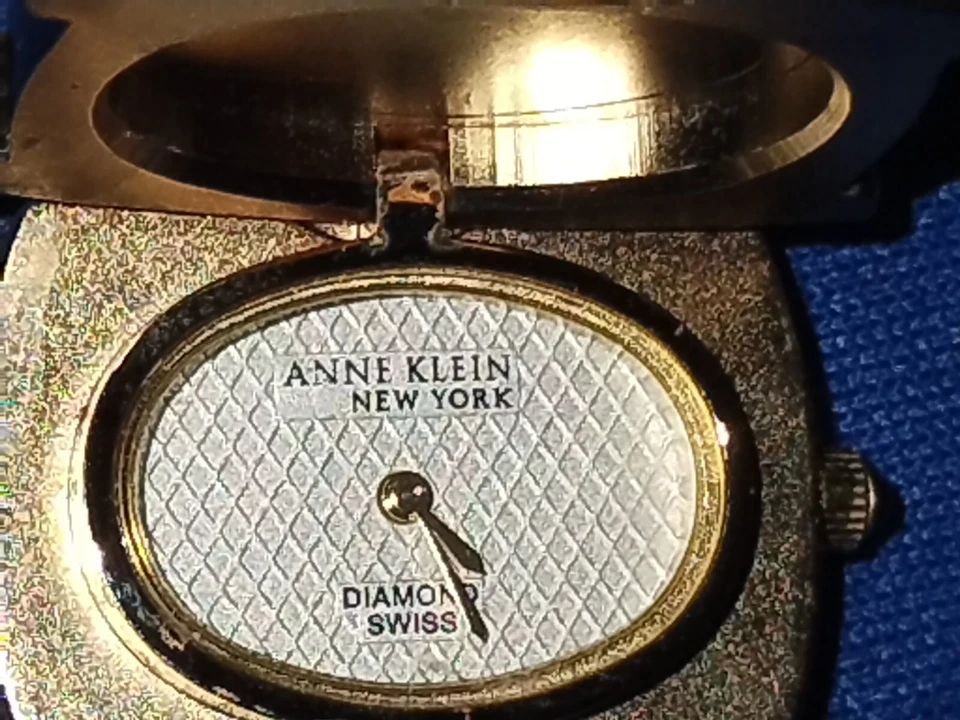 ANNE KLEIN
NEW YORK
DIAMOND
SWISS